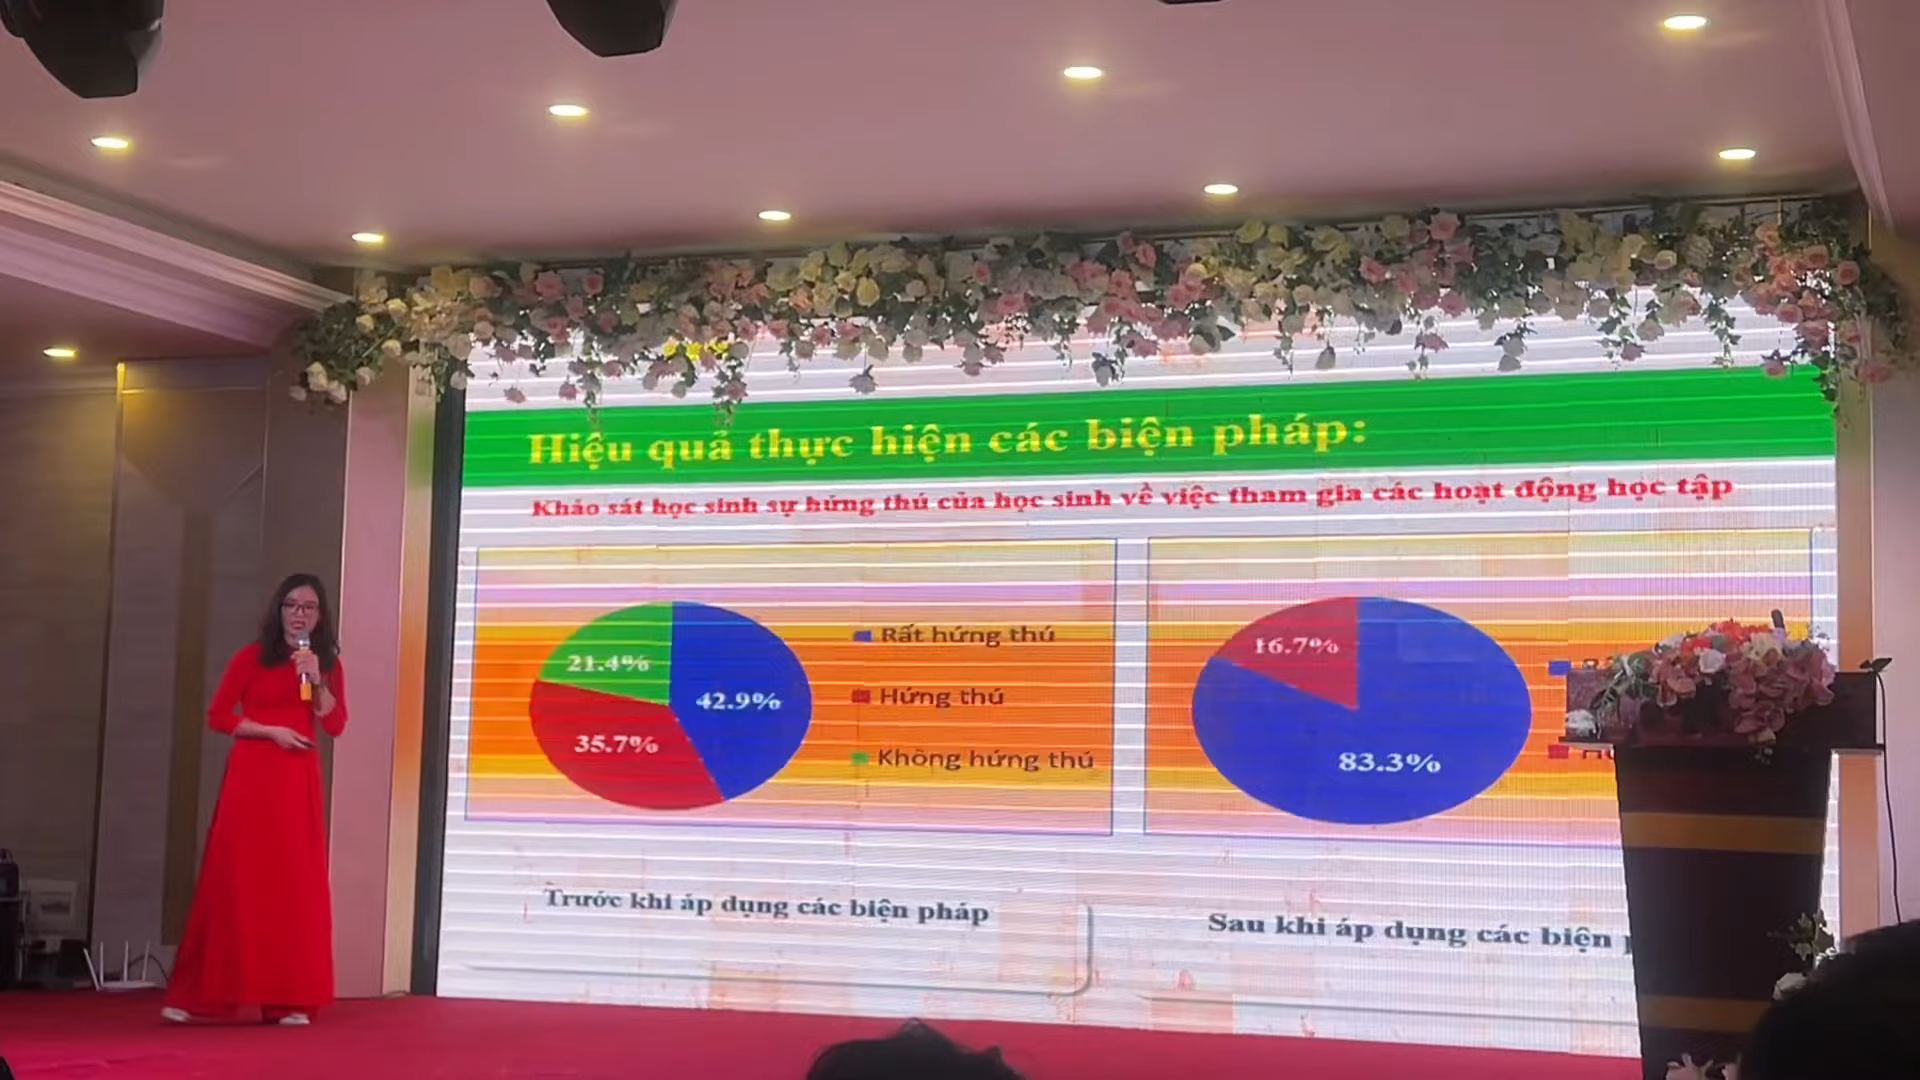 Hiệu quả thực hiện các biện pháp:
Khảo sát học sinh sự hứng thú của học sinh về việc tham gia các hoạt động học tập
21.4%
42.9%
35.7%
Rất hứng thú
Hứng thú
Không hứng thú
16.7%
83.3%
Trước khi áp dụng các biện pháp
Sau khi áp dụng các biện